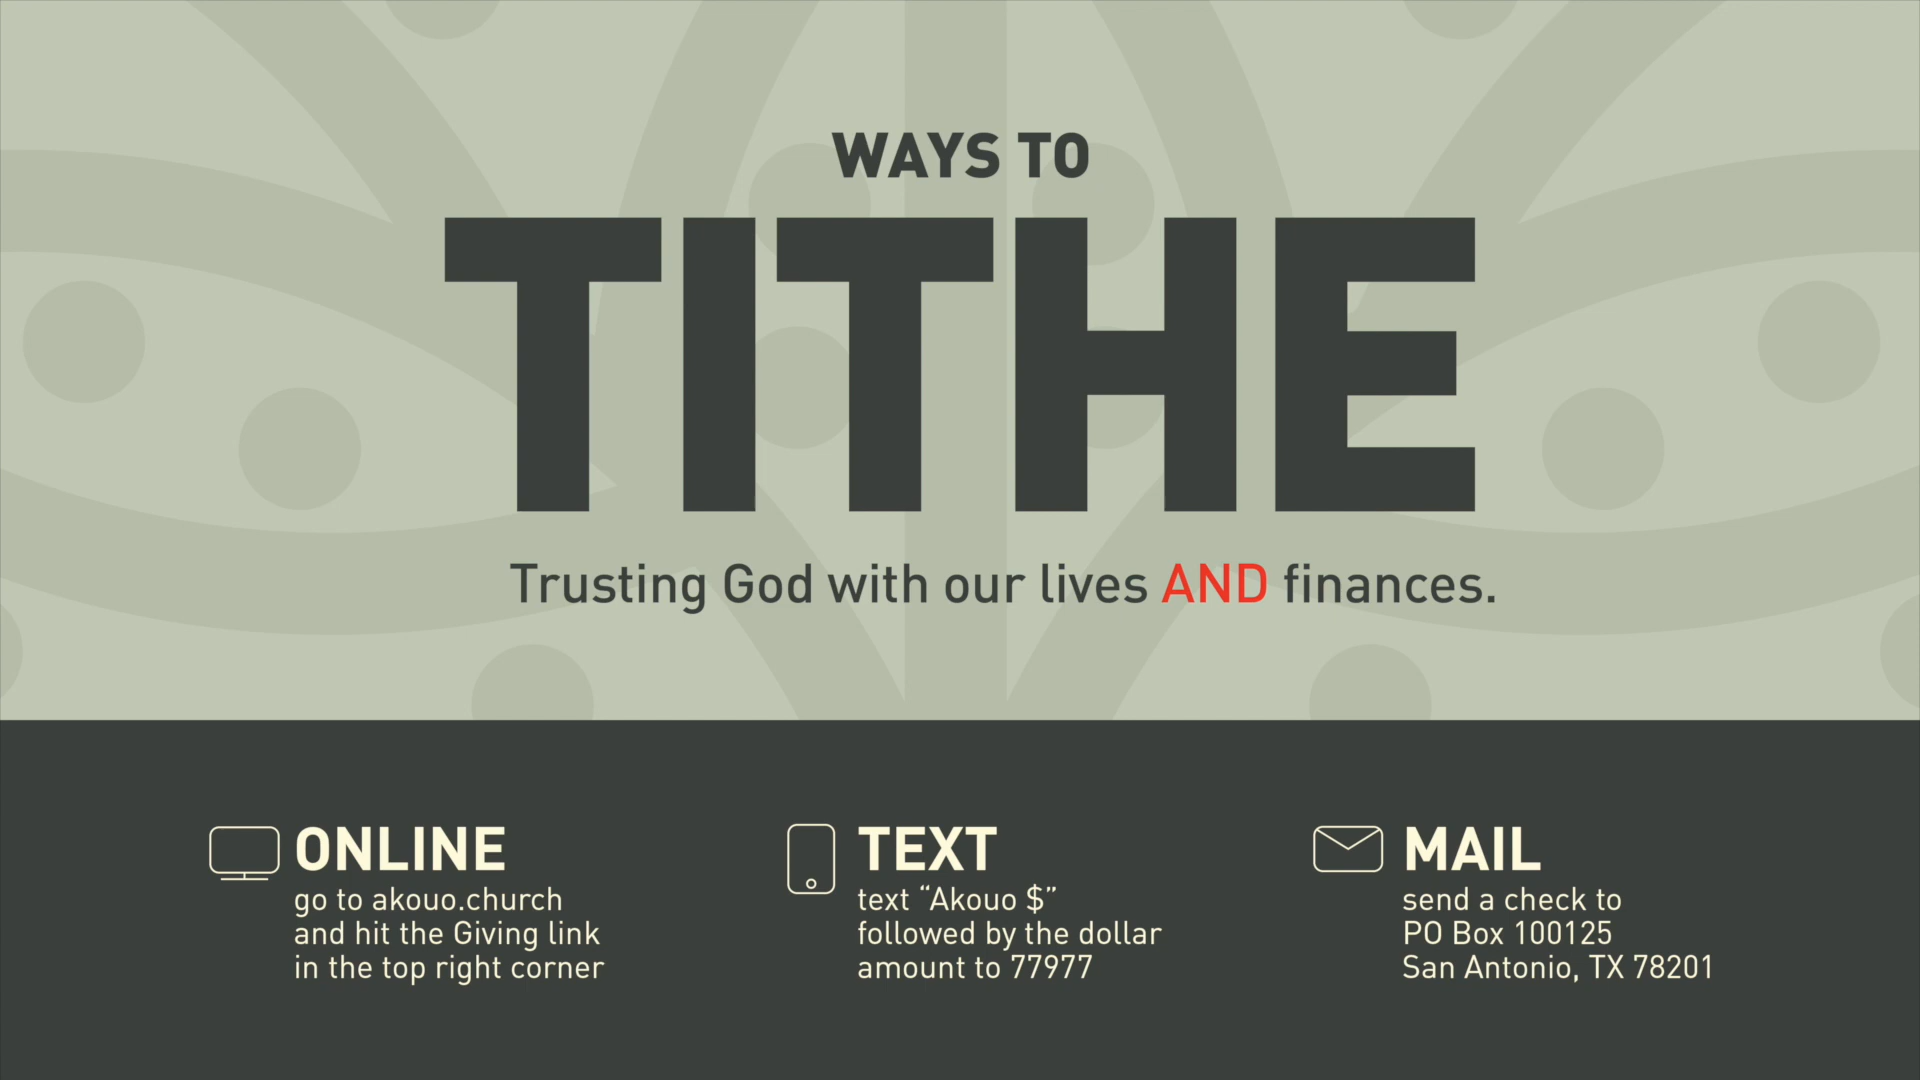 WAYS TO
TITHE
Trusting God with our lives AND finances.
ONLINE
go to akouo.church
and hit the Giving link
in the top right corner
TEXT
text “Akouo $”
followed by the dollar
amount to 77977
MAIL
send a check to
PO Box 100125
San Antonio, TX 78201